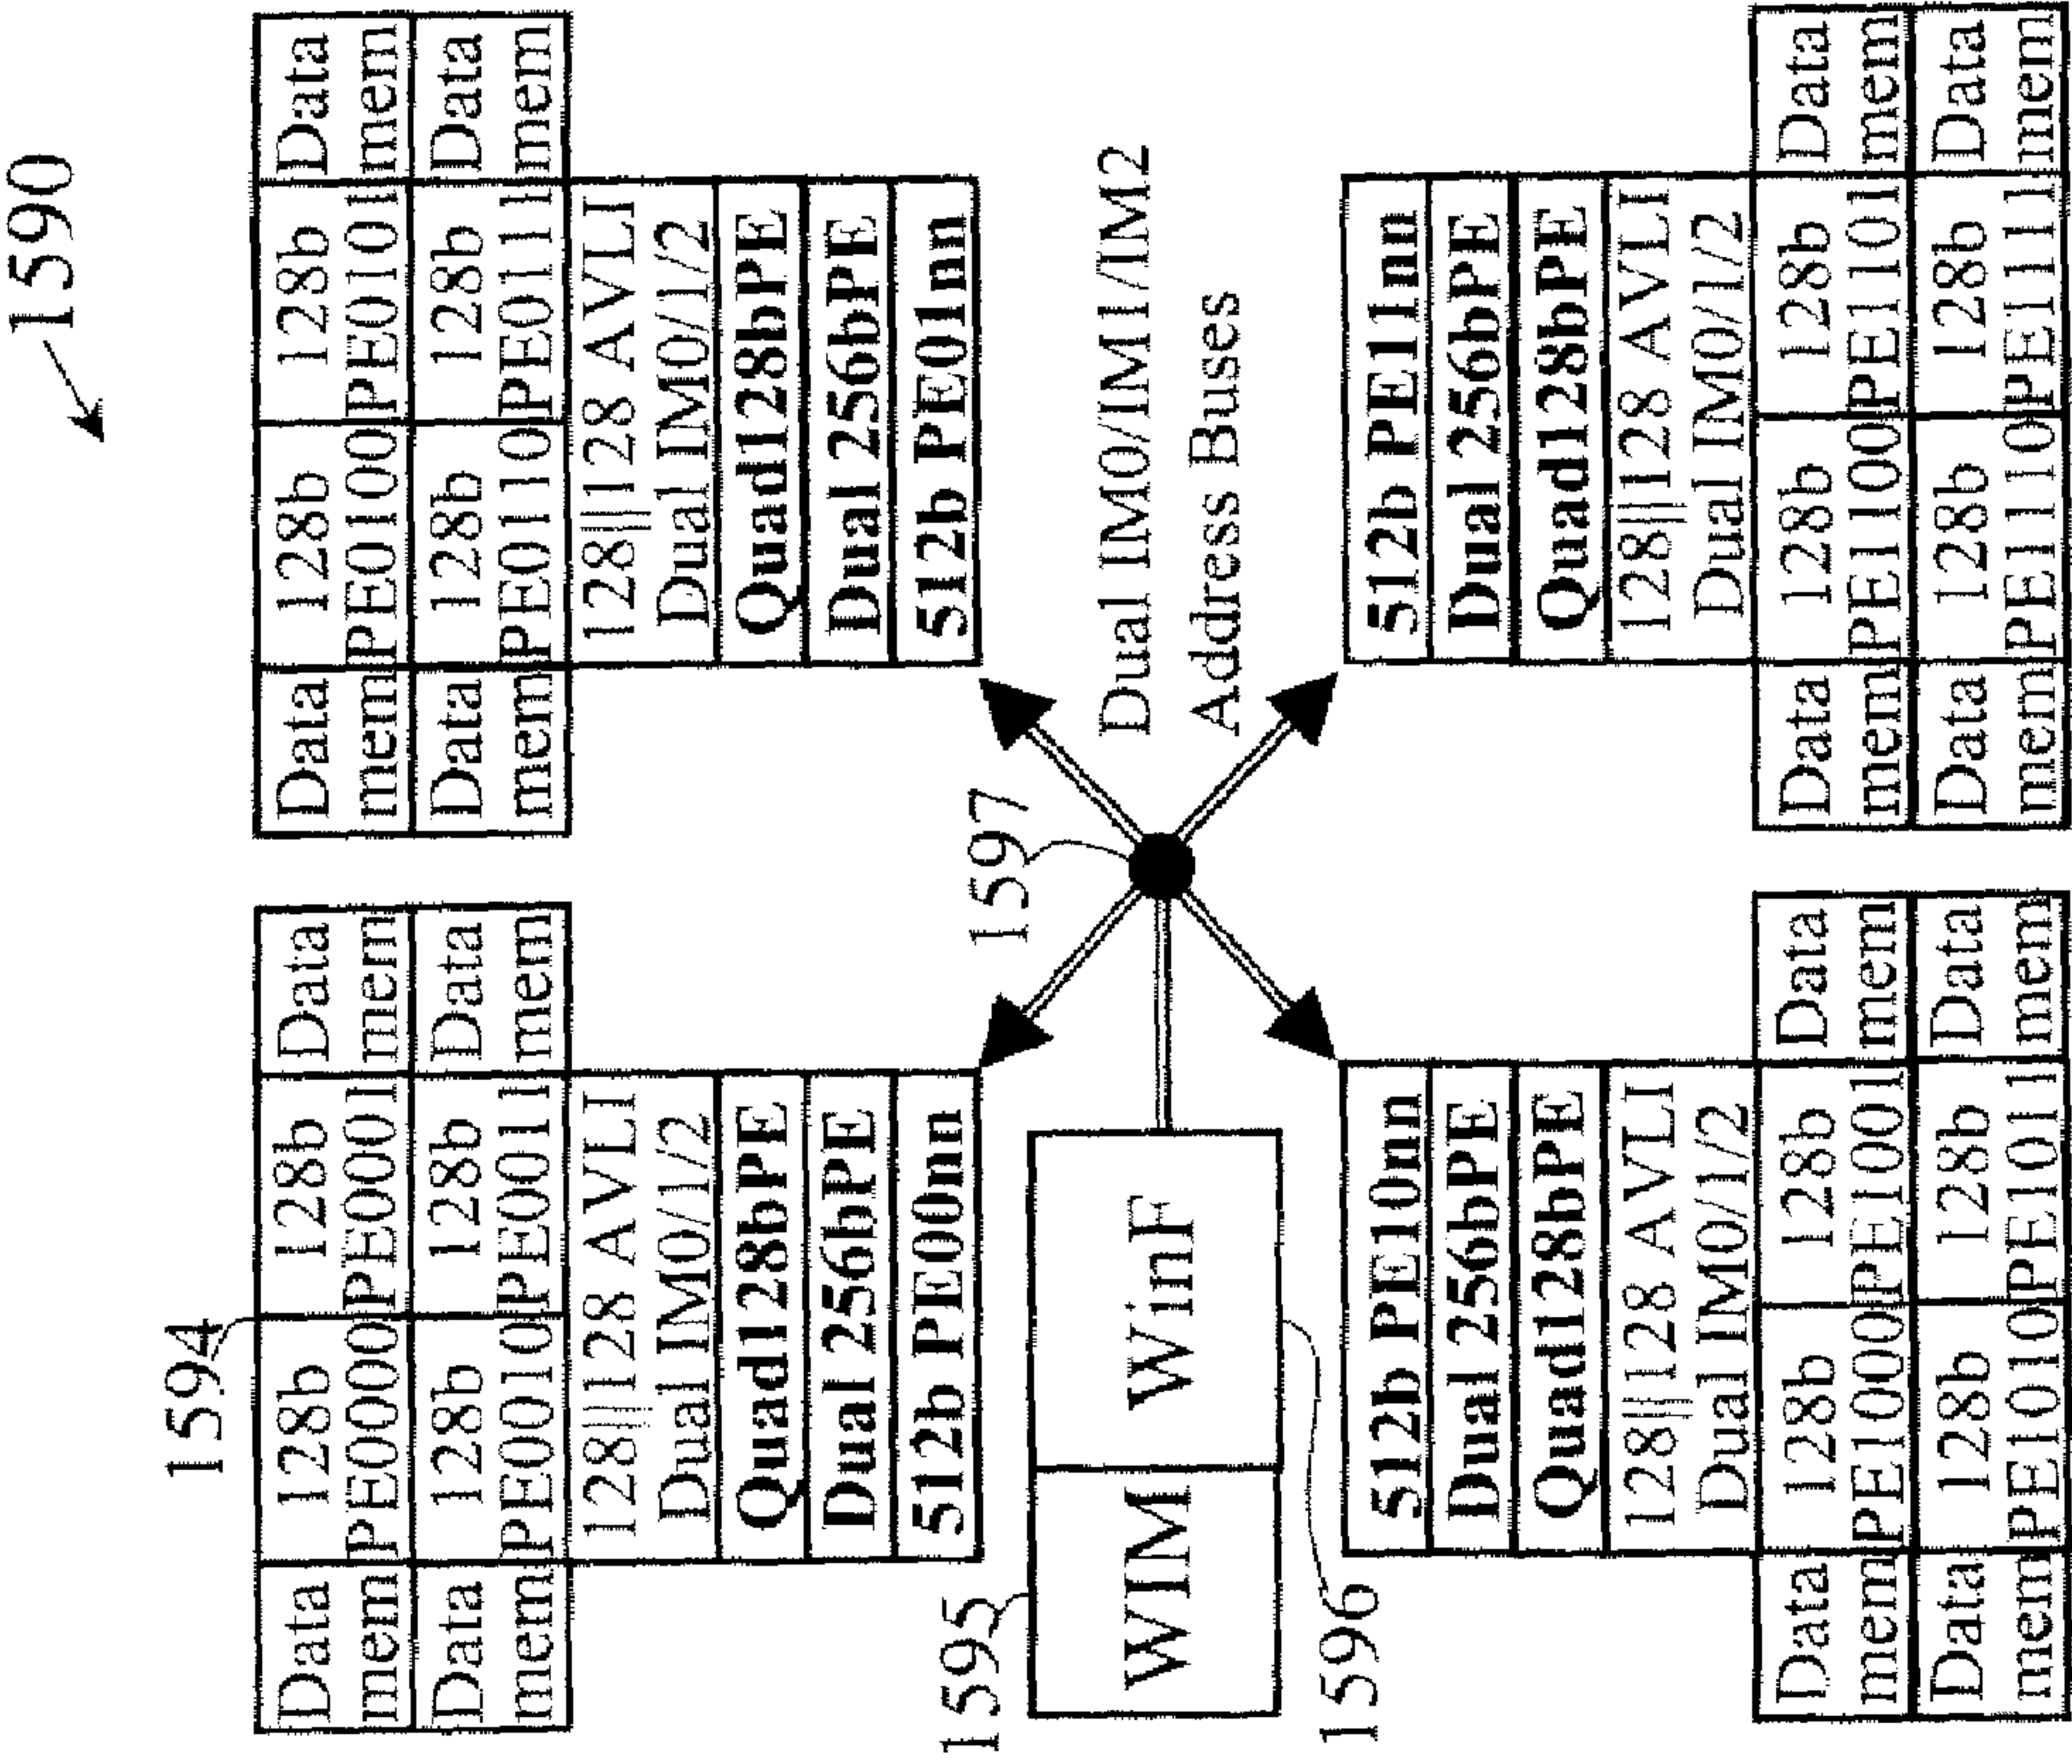 1590
1594
Data 128b 128b Data
mem PE0000 PE0001 mem
Data 128b 128b Data
mem PE0010 PE0011 mem
128|||128 AVLI
Dual IM0/1/2
Quad128bPE
Dual 256bPE
512b PE00nn
Data 128b 128b Data
mem PE0100 PE0101 mem
Data 128b 128b Data
mem PE0110 PE0111 mem
128|||128 AVLI
Dual IM0/1/2
Quad128bPE
Dual 256bPE
512b PE01nn
1595
WIM
WinF
1596
1597
Dual IM0/IM1/IM2
Address Buses
512b PE10nn
Dual 256bPE
Quad128bPE
128|||128 AVLI
Dual IM0/1/2
Data 128b 128b Data
mem PE1000 PE1001 mem
Data 128b 128b Data
mem PE1010 PE1011 mem
512b PE11nn
Dual 256bPE
Quad128bPE
128|||128 AVLI
Dual IM0/1/2
Data 128b 128b Data
mem PE1100 PE1101 mem
Data 128b 128b Data
mem PE1110 PE1111 mem